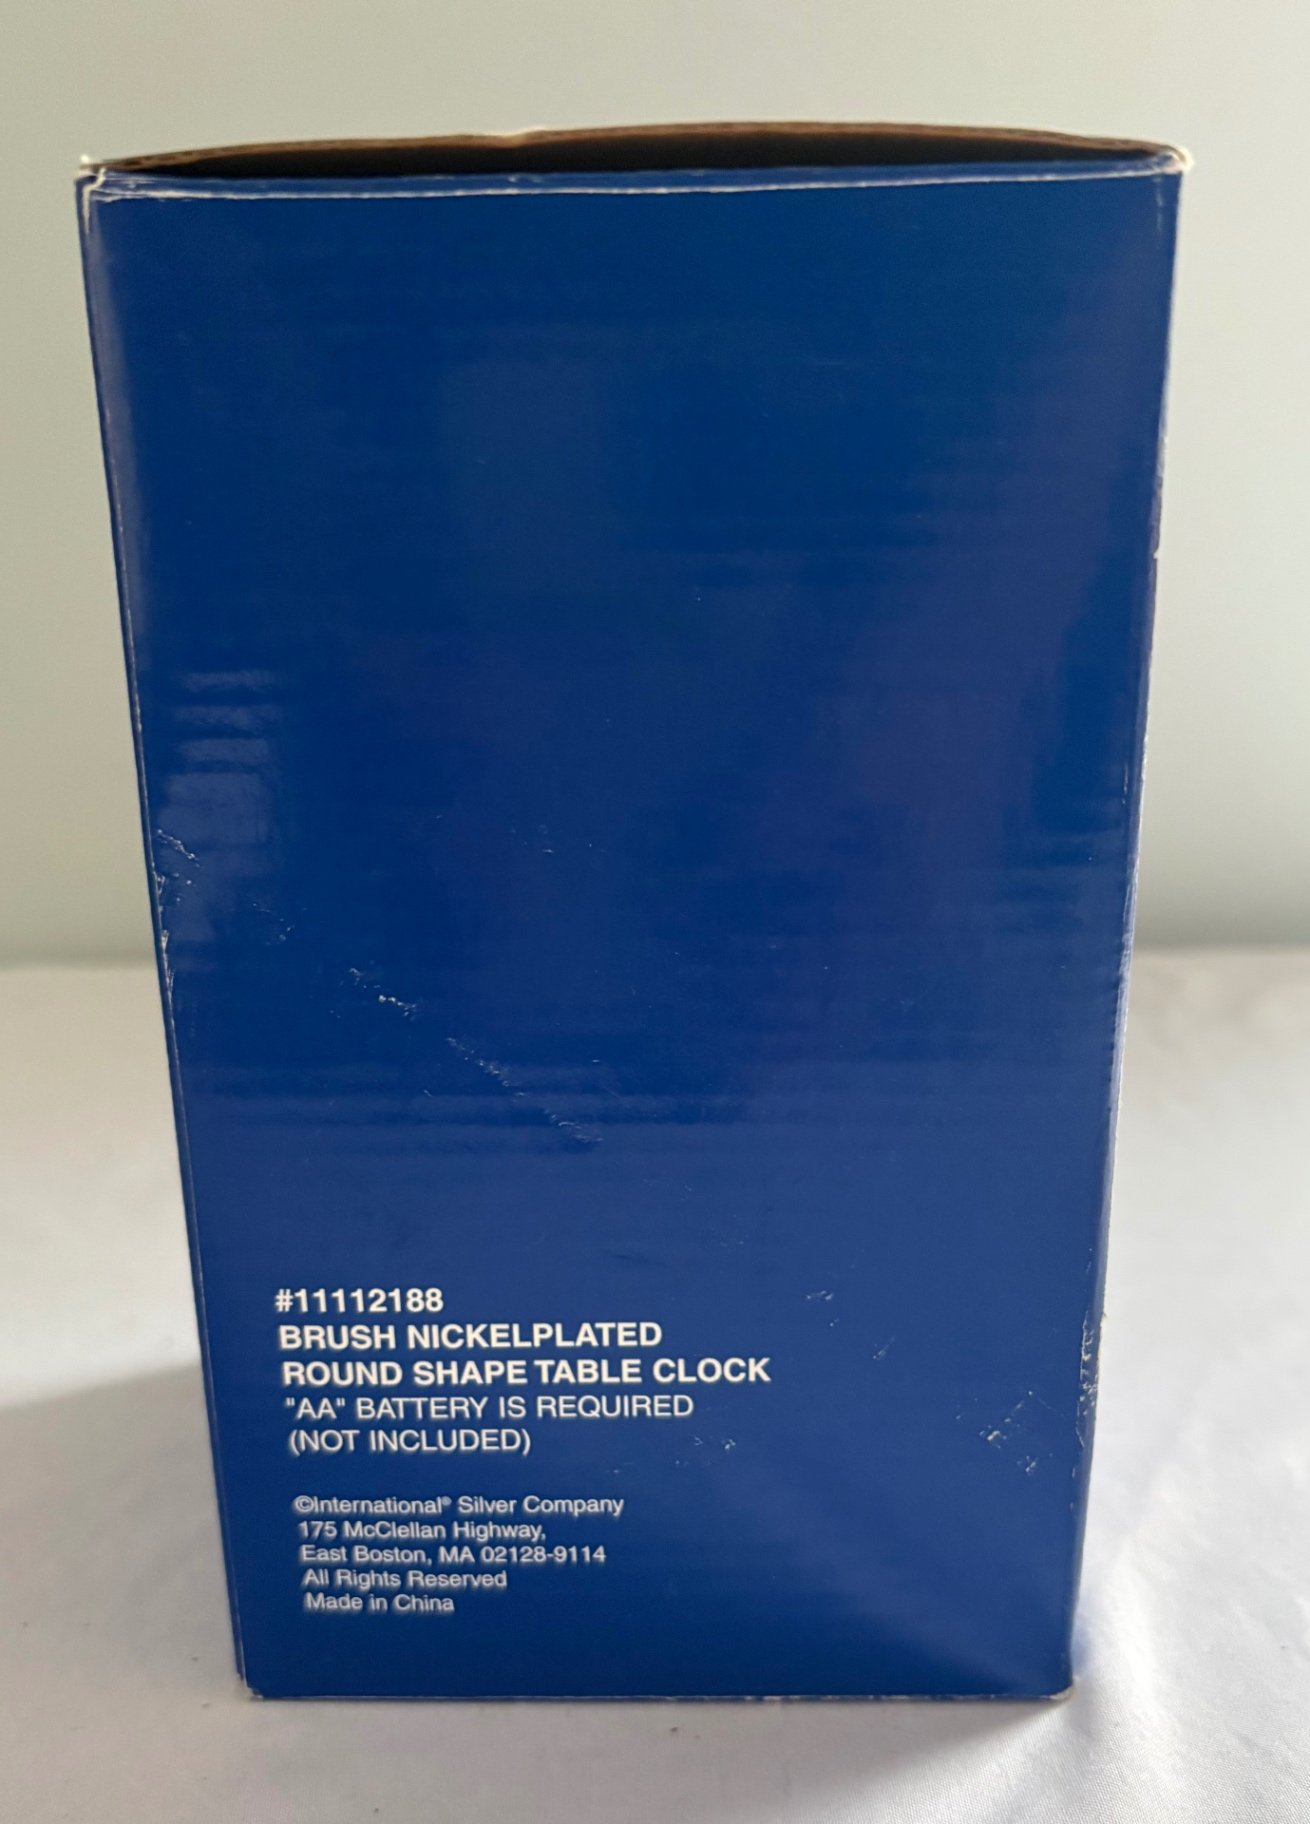 #11112188
BRUSH NICKELPLATED
ROUND SHAPE TABLE CLOCK
"AA" BATTERY IS REQUIRED
(NOT INCLUDED)
©International® Silver Company
175 McClellan Highway,
East Boston, MA 02128-9114
All Rights Reserved
Made in China